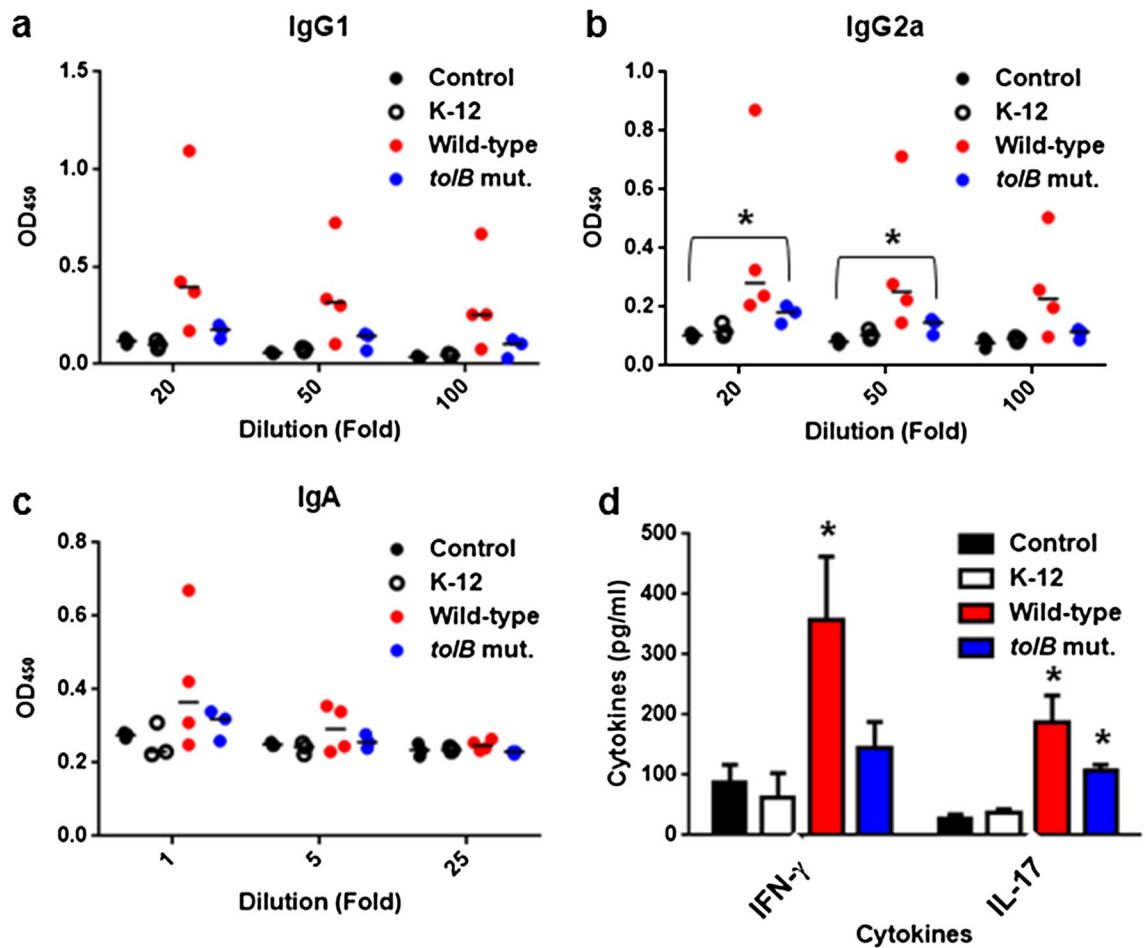 a
IgG1
1.5
1.0
0.5
0.0
OD450
Control
K-12
Wild-type
tolB mut.
20
50
100
Dilution (Fold)
b
IgG2a
1.0
0.8
0.6
0.4
0.2
0.0
OD450
Control
K-12
Wild-type
tolB mut.
*
*
20
50
100
Dilution (Fold)
c
IgA
0.8
0.6
0.4
0.2
0.0
OD450
Control
K-12
Wild-type
tolB mut.
1
5
25
Dilution (Fold)
d
500
400
300
200
100
0
Cytokines (pg/ml)
Control
K-12
Wild-type
tolB mut.
*
*
*
IFN-γ
IL-17
Cytokines